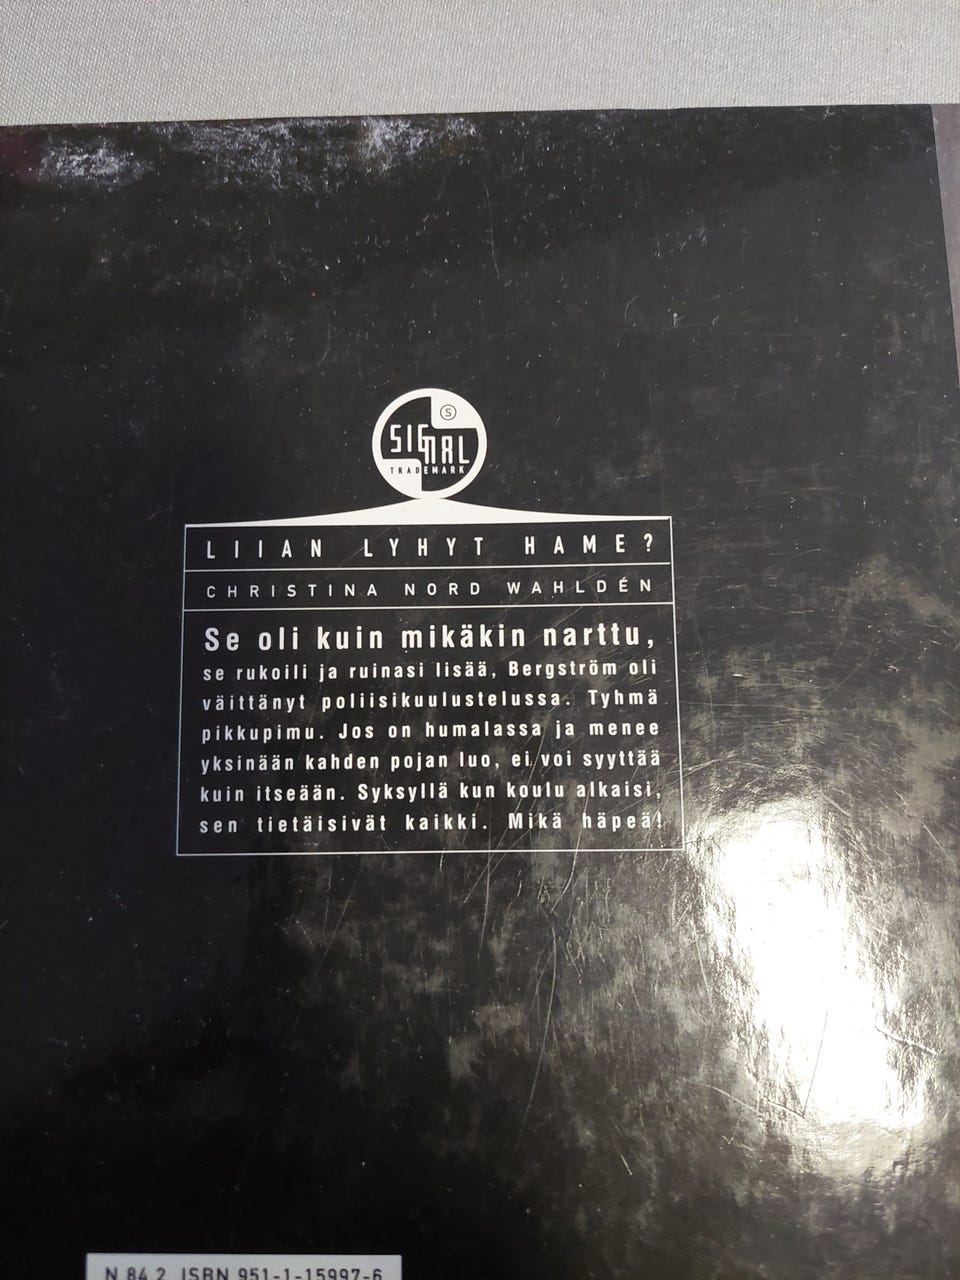 S
SIGNAL
TRADEMARK
LIIAN LYHYT HAME?
CHRISTINA NORD WAHLDÉN
Se oli kuin mikäkin narttu,
se rukoili ja ruinasi lisää, Bergström oli
väittänyt poliisikuulustelussa. Tyhmä
pikkupimu. Jos on humalassa ja menee
yksinään kahden pojan luo, ei voi syyttää
kuin itseään. Syksyllä kun koulu alkaisi,
sen tietäisivät kaikki. Mikä häpeä!
N 84.2 ISBN 951-1-15997-6